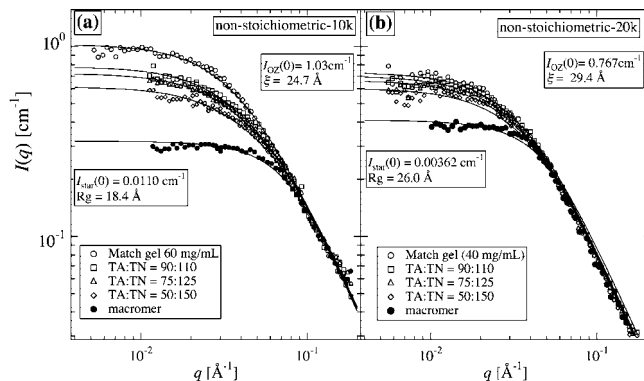 (a)
non-stoichiometric-10k
I_OZ(0) = 1.03cm⁻¹
ξ = 24.7 Å
I_star(0) = 0.0110 cm⁻¹
Rg = 18.4 Å
Match gel 60 mg/mL
TA:TN = 90:110
TA:TN = 75:125
TA:TN = 50:150
macromer
10⁰
10⁻¹
I(q) [cm⁻¹]
10⁻²
10⁻¹
q [Å⁻¹]
(b)
non-stoichiometric-20k
I_OZ(0) = 0.767cm⁻¹
ξ = 29.4 Å
I_star(0) = 0.00362 cm⁻¹
Rg = 26.0 Å
Match gel (40 mg/mL)
TA:TN = 90:110
TA:TN = 75:125
TA:TN = 50:150
macromer
10⁻²
10⁻¹
q [Å⁻¹]